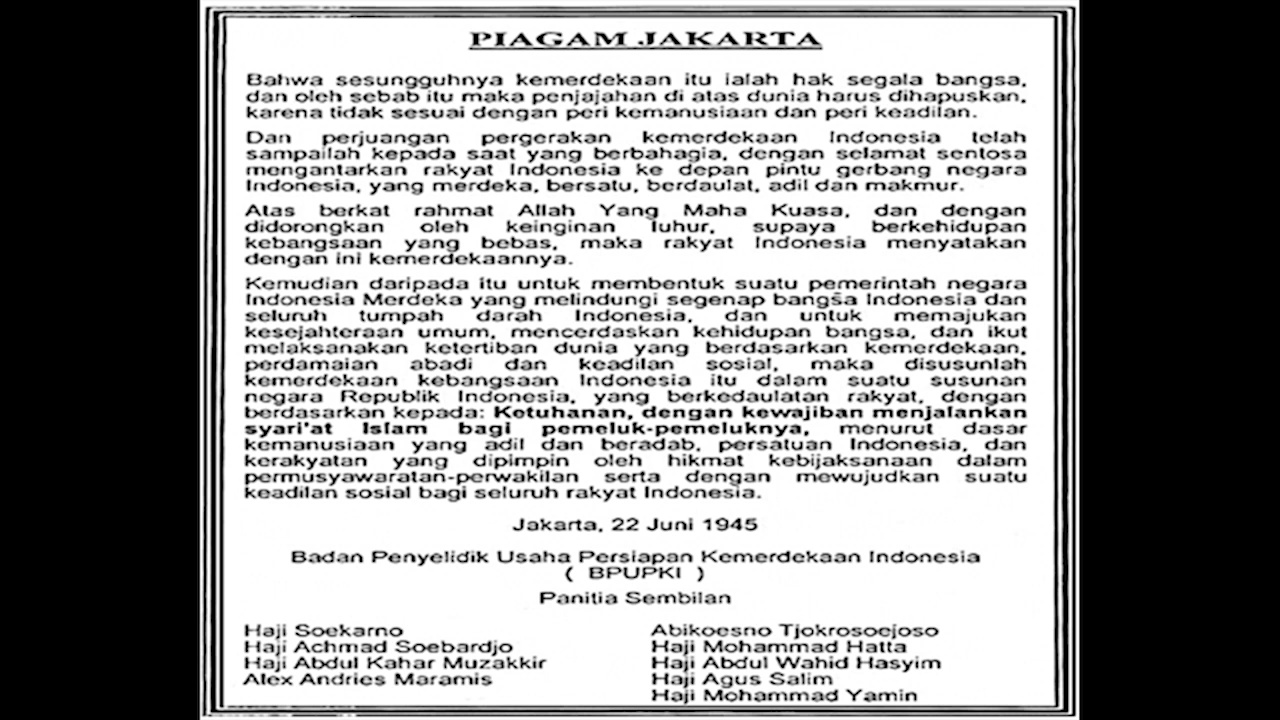 PIAGAM JAKARTA
Bahwa sesungguhnya kemerdekaan itu ialah hak segala bangsa,
dan oleh sebab itu maka penjajahan di atas dunia harus dihapuskan,
karena tidak sesuai dengan peri kemanusiaan dan peri keadilan.
Dan perjuangan pergerakan kemerdekaan Indonesia telah
sampailah kepada saat yang berbahagia, dengan selamat sentosa
mengantarkan rakyat Indonesia ke depan pintu gerbang negara
Indonesia, yang merdeka, bersatu, berdaulat, adil dan makmur.
Atas berkat rahmat Allah Yang Maha Kuasa, dan dengan
didorongkan oleh keinginan luhur, supaya berkehidupan
kebangsaan yang bebas, maka rakyat Indonesia menyatakan
dengan ini kemerdekaannya.
Kemudian daripada itu untuk membentuk suatu pemerintah negara
Indonesia Merdeka yang melindungi segenap bangsa Indonesia dan
seluruh tumpah darah Indonesia, dan untuk memajukan
kesejahteraan umum, mencerdaskan kehidupan bangsa, dan ikut
melaksanakan ketertiban dunia yang berdasarkan kemerdekaan,
perdamaian abadi dan keadilan sosial, maka disusunlah
kemerdekaan kebangsaan Indonesia itu dalam suatu susunan
negara Republik Indonesia, yang berkedaulatan rakyat, dengan
berdasarkan kepada: Ketuhanan, dengan kewajiban menjalankan
syari'at Islam bagi pemeluk-pemeluknya, menurut dasar
kemanusiaan yang adil dan beradab, persatuan Indonesia, dan
kerakyatan yang dipimpin oleh hikmat kebijaksanaan dalam
permusyawaratan-perwakilan serta dengan mewujudkan suatu
keadilan sosial bagi seluruh rakyat Indonesia.
Jakarta, 22 Juni 1945
Badan Penyelidik Usaha Persiapan Kemerdekaan Indonesia
( BPUPKI )
Panitia Sembilan
Haji Soekarno
Haji Achmad Soebardjo
Haji Abdul Kahar Muzakkir
Alex Andries Maramis
Abikoesno Tjokrosoejoso
Haji Mohammad Hatta
Haji Abdul Wahid Hasyim
Haji Agus Salim
Haji Mohammad Yamin